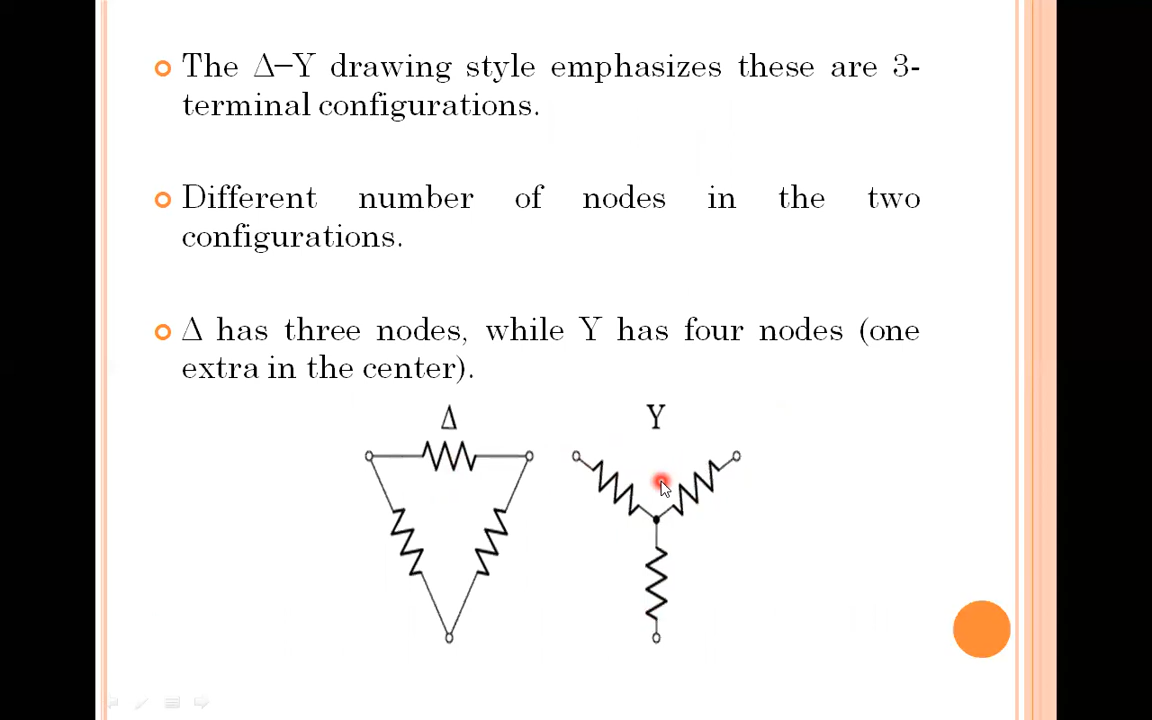 The Δ–Y drawing style emphasizes these are 3-
terminal configurations.
Different number of nodes in the two
configurations.
Δ has three nodes, while Y has four nodes (one
extra in the center).
Δ Y